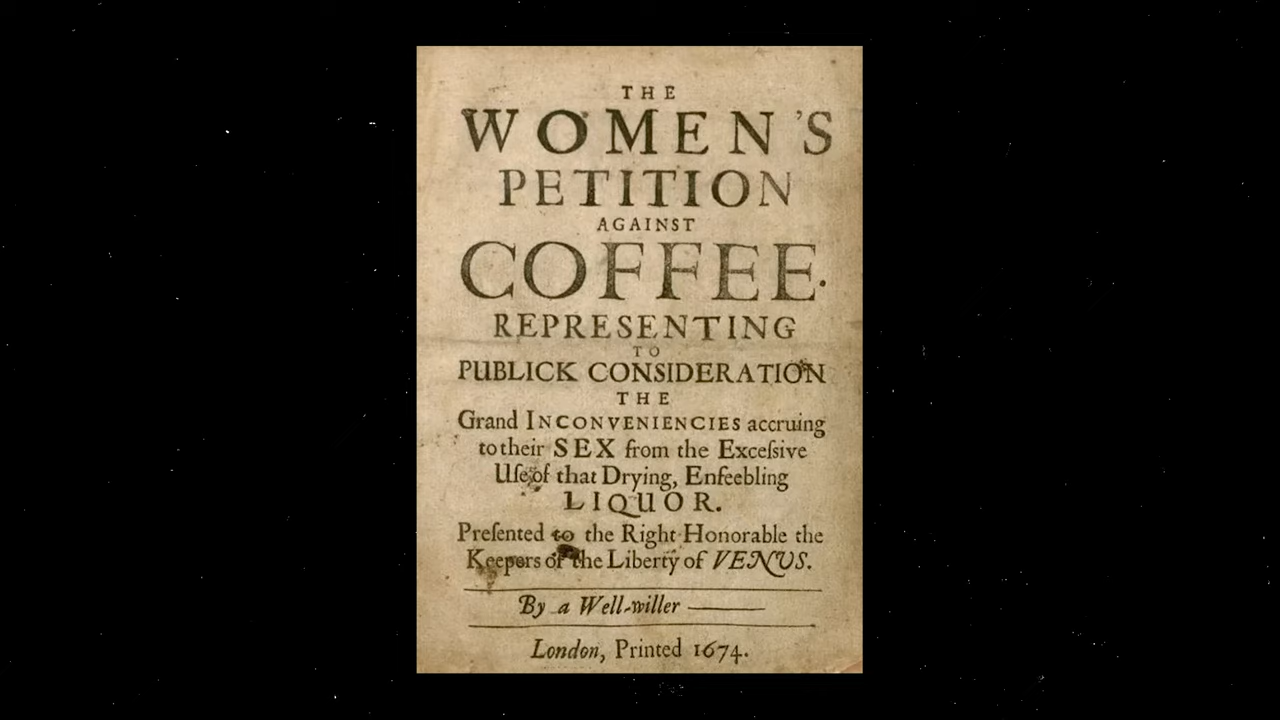 THE
WOMEN'S
PETITION
AGAINST
COFFEE.
REPRESENTING
TO
PUBLICK CONSIDERATION
THE
Grand INCONVENIENCIES accruing
to their SEX from the Exceſsive
Uſe of that Drying, Enfeebling
LIQUOR.
Preſented to the Right Honorable the
Keepers of the Liberty of VENUS.
By a Well-willer ———
London, Printed 1674.